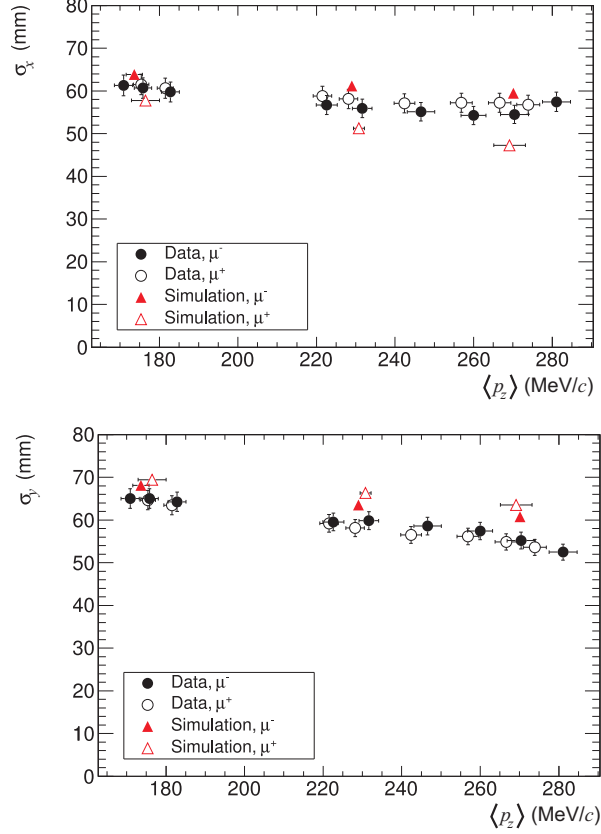 σx (mm)
80
70
60
50
40
30
20
10
0
Data, μ-
Data, μ+
Simulation, μ-
Simulation, μ+
180 200 220 240 260 280
⟨pz⟩ (MeV/c)
σy (mm)
80
70
60
50
40
30
20
10
0
Data, μ-
Data, μ+
Simulation, μ-
Simulation, μ+
180 200 220 240 260 280
⟨pz⟩ (MeV/c)